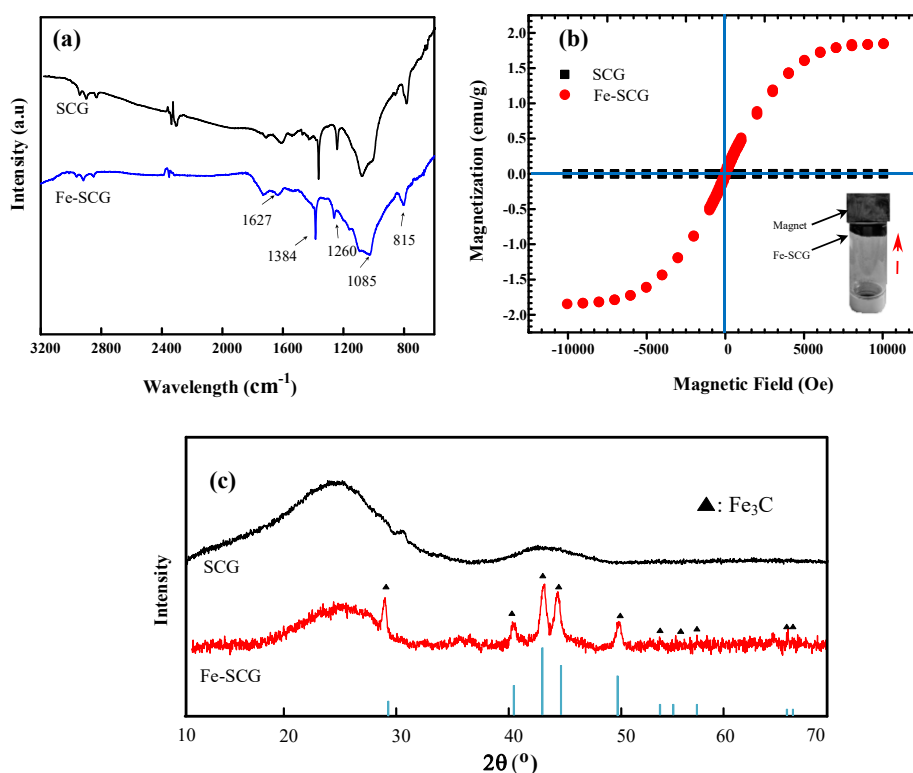 (a)
SCG
Fe-SCG
1627
1384
1260
1085
815
Intensity (a.u)
3200 2800 2400 1600 1200 800
Wavelength (cm-1)
(b)
SCG
Fe-SCG
Magnet
Fe-SCG
Magnetization (emu/g)
2.0
1.5
1.0
0.5
0.0
-0.5
-1.0
-1.5
-2.0
-10000 -5000 0 5000 10000
Magnetic Field (Oe)
(c)
▲: Fe3C
SCG
Fe-SCG
Intensity
10 20 30 40 50 60 70
2θ (o)